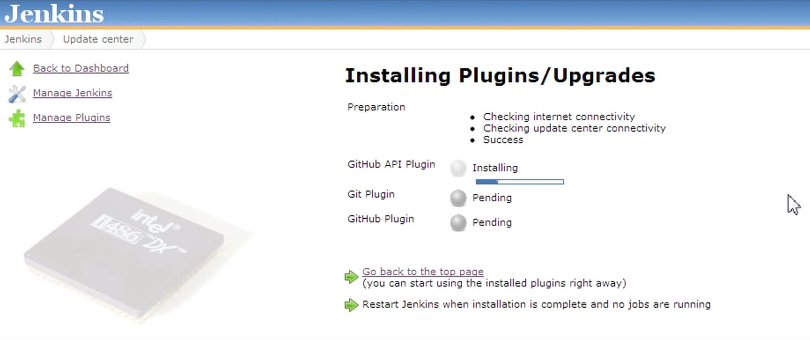 Jenkins
Jenkins
Update center
Back to Dashboard
Manage Jenkins
Manage Plugins
intel®
i486™ DX™
Installing Plugins/Upgrades
Preparation
Checking internet connectivity
Checking update center connectivity
Success
GitHub API Plugin Installing
Git Plugin Pending
GitHub Plugin Pending
Go back to the top page
(you can start using the installed plugins right away)
Restart Jenkins when installation is complete and no jobs are running